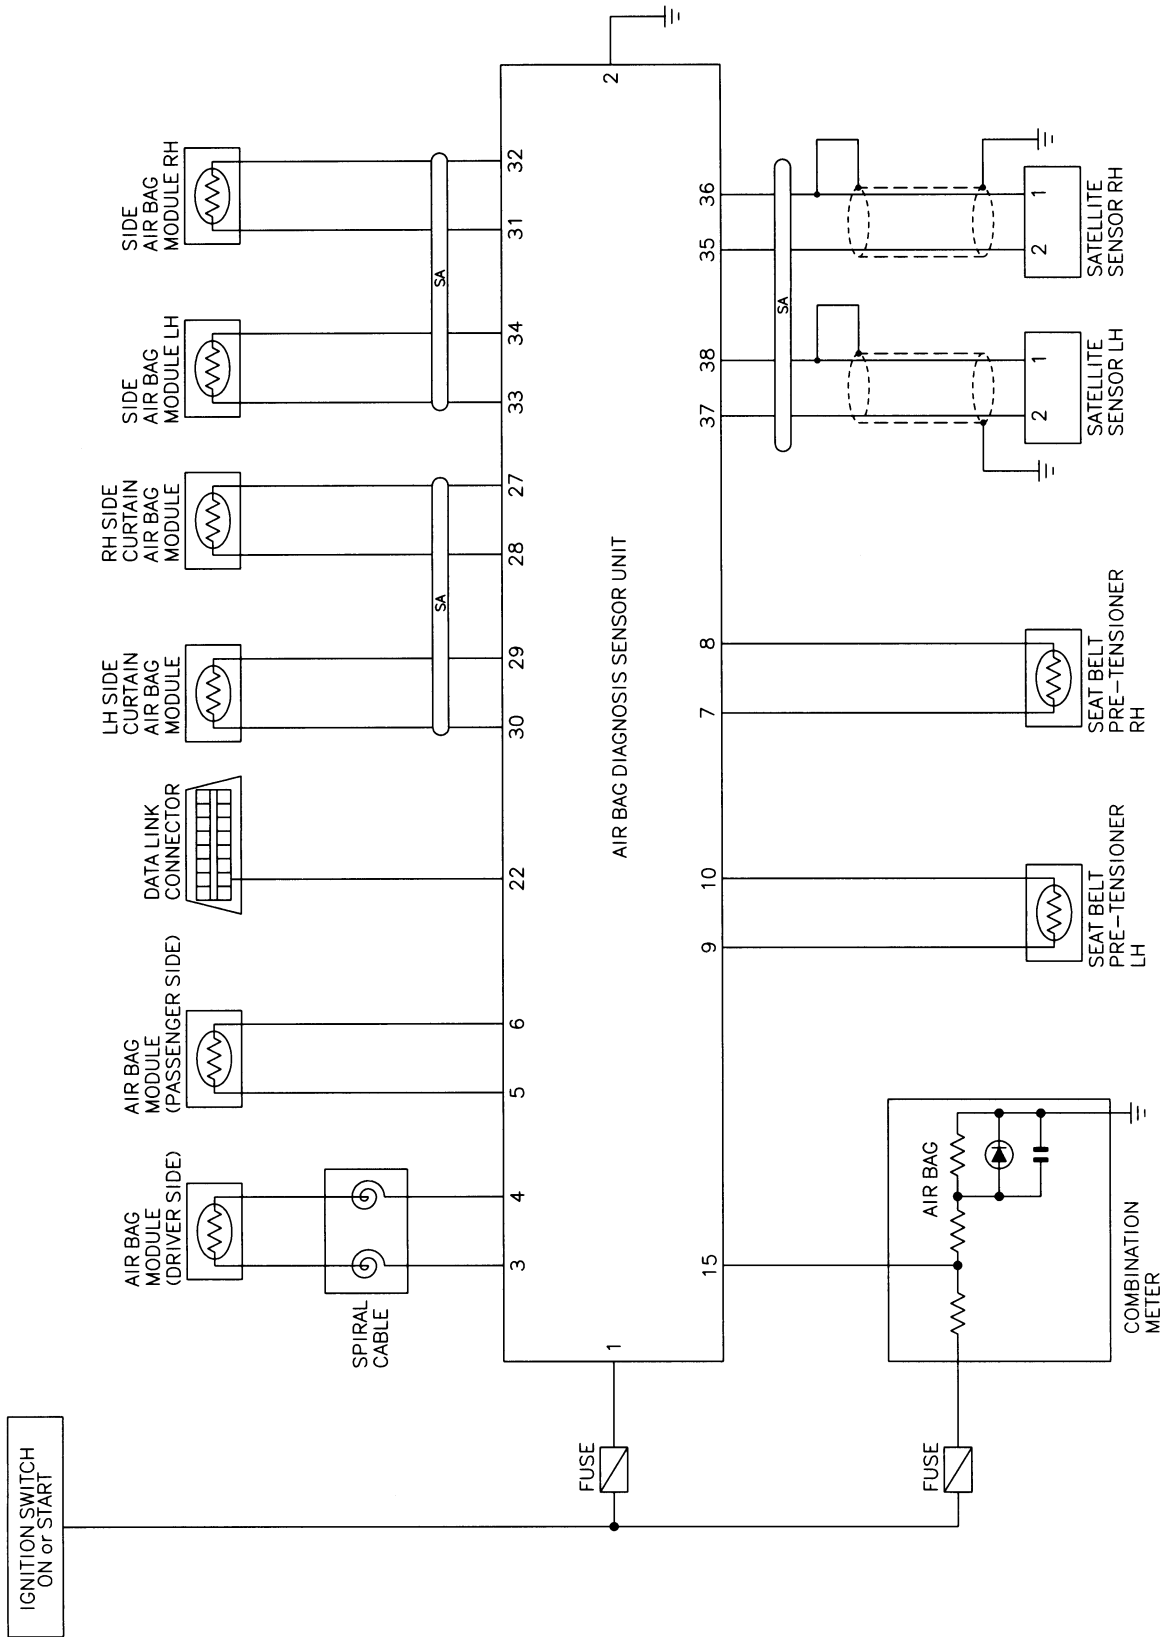 IGNITION SWITCH
ON or START
FUSE
FUSE
AIR BAG
MODULE
(DRIVER SIDE)
SPIRAL
CABLE
AIR BAG
MODULE
(PASSENGER SIDE)
DATA LINK
CONNECTOR
LH SIDE
CURTAIN
AIR BAG
MODULE
RH SIDE
CURTAIN
AIR BAG
MODULE
SIDE
AIR BAG
MODULE LH
SIDE
AIR BAG
MODULE RH
SA
SA
3 4 5 6 22 30 29 28 27 33 34 31 32
1
AIR BAG DIAGNOSIS SENSOR UNIT
2
15 9 10 7 8 37 38 35 36
SA
AIR BAG
COMBINATION
METER
SEAT BELT
PRE-TENSIONER
LH
SEAT BELT
PRE-TENSIONER
RH
2 1
SATELLITE
SENSOR LH
2 1
SATELLITE
SENSOR RH